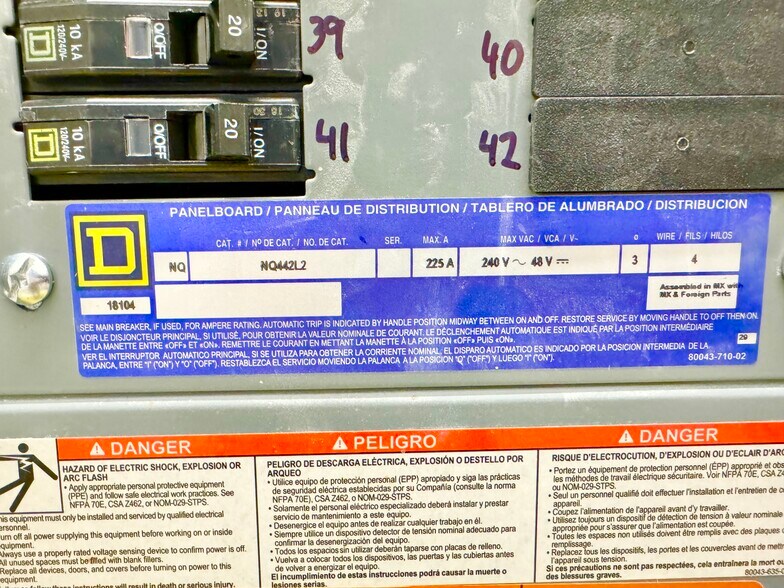 10 kA
120/240V~
O/OFF
20
I/ON
39
40
10 kA
120/240V~
O/OFF
20
I/ON
41
42
PANELBOARD / PANNEAU DE DISTRIBUTION / TABLERO DE ALUMBRADO / DISTRIBUCION
CAT. # / Nº DE CAT. / NO. DE CAT. SER. MAX. A MAX VAC / VCA / V~ ø WIRE / FILS / HILOS
D
NQ NQ442L2 225 A 240 V ~ 48 V ⎓ 3 4
18104
Assembled in MX with
MX & Foreign Parts
SEE MAIN BREAKER, IF USED, FOR AMPERE RATING. AUTOMATIC TRIP IS INDICATED BY HANDLE POSITION MIDWAY BETWEEN ON AND OFF. RESTORE SERVICE BY MOVING HANDLE TO OFF THEN ON.
VOIR LE DISJONCTEUR PRINCIPAL, SI UTILISÉ, POUR OBTENIR LA VALEUR NOMINALE DE COURANT. LE DÉCLENCHEMENT AUTOMATIQUE EST INDIQUÉ PAR LA POSITION INTERMÉDIAIRE
DE LA MANETTE ENTRE «OFF» ET «ON». REMETTRE LE COURANT EN METTANT LA MANETTE À LA POSITION «OFF» PUIS «ON».
29
VER EL INTERRUPTOR AUTOMATICO PRINCIPAL, SI SE UTILIZA PARA OBTENER LA CORRIENTE NOMINAL. EL DISPARO AUTOMATICO ES INDICADO POR LA POSICION INTERMEDIA DE LA
PALANCA, ENTRE "I" ("ON") Y "O" ("OFF"). RESTABLEZCA EL SERVICIO MOVIENDO LA PALANCA A LA POSICION "O" ("OFF") Y LUEGO "I" ("ON").
80043-710-02
DANGER
HAZARD OF ELECTRIC SHOCK, EXPLOSION OR
ARC FLASH
• Apply appropriate personal protective equipment
(PPE) and follow safe electrical work practices. See
NFPA 70E, CSA Z462, or NOM-029-STPS.
This equipment must only be installed and serviced by qualified electrical
personnel.
Turn off all power supplying this equipment before working on or inside
equipment.
Always use a properly rated voltage sensing device to confirm power is off.
All unused spaces must be filled with blank fillers.
Replace all devices, doors, and covers before turning on power to this
equipment.
PELIGRO
PELIGRO DE DESCARGA ELÉCTRICA, EXPLOSIÓN O DESTELLO POR
ARQUEO
• Utilice equipo de protección personal (EPP) apropiado y siga las prácticas
de seguridad eléctrica establecidas por su Compañía (consulte la norma
NFPA 70E), CSA Z462, o NOM-029-STPS.
• Solamente el personal eléctrico especializado deberá instalar y prestar
servicio de mantenimiento a este equipo.
• Desenergice el equipo antes de realizar cualquier trabajo en él.
• Siempre utilice un dispositivo de detección de tensión nominal adecuado para
confirmar la desenergización del equipo.
• Todos los espacios sin utilizar deberán taparse con placas de relleno.
• Vuelva a colocar todos los dispositivos, las puertas y las cubiertas antes
de volver a energizar el equipo.
El incumplimiento de estas instrucciones podrá causar la muerte o
lesiones serias.
DANGER
RISQUE D'ELECTROCUTION, D'EXPLOSION OU D'ÉCLAIR D'ARC
• Portez un équipement de protection personnel (ÉPP) approprié et
les méthodes de travail électrique sécuritaire. Voir NFPA 70E, CSA Z4
ou NOM-029-STPS.
• Seul un personnel qualifié doit effectuer l'installation et l'entretien de
appareil.
• Coupez l'alimentation de l'appareil avant d'y travailler.
• Utilisez toujours un dispositif de détection de tension à valeur nominale
appropriée pour s'assurer que l'alimentation est coupée.
• Toutes les espaces non utilisés doivent être remplis avec des plaques
remplissage.
• Replacez tous les dispositifs, les portes et les couvercles avant de mettre
l'appareil sous tension.
Si ces précautions ne sont pas respectées, cela entraînera la mort
des blessures graves.